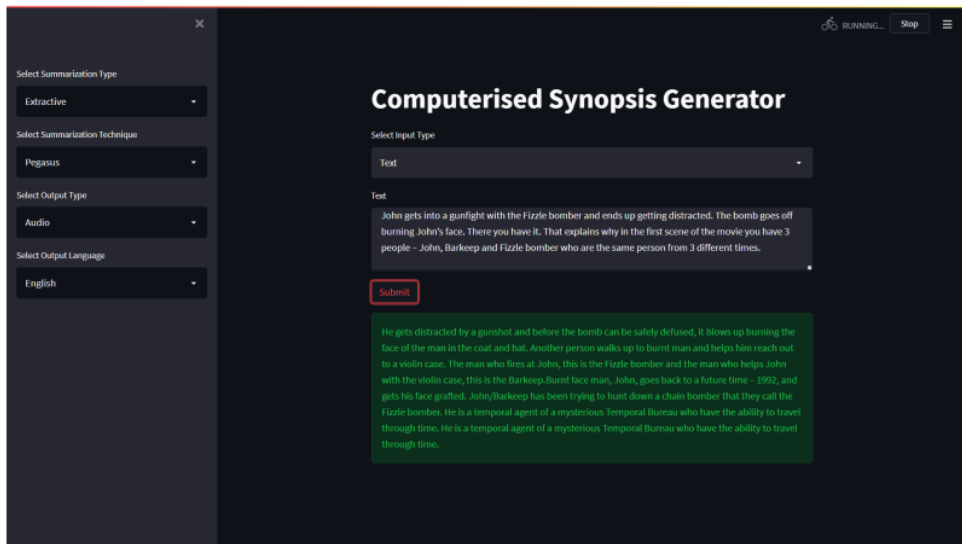 RUNNING...
Stop
Select Summarization Type
Extractive
Select Summarization Technique
Pegasus
Select Output Type
Audio
Select Output Language
English
Computerised Synopsis Generator
Select Input Type
Text
Text
John gets into a gunfight with the Fizzle bomber and ends up getting distracted. The bomb goes off
burning John's face. There you have it. That explains why in the first scene of the movie you have 3
people – John, Barkeep and Fizzle bomber who are the same person from 3 different times.
Submit
He gets distracted by a gunshot and before the bomb can be safely defused, it blows up burning the
face of the man in the coat and hat. Another person walks up to burnt man and helps him reach out
to a violin case. The man who fires at John, this is the Fizzle bomber and the man who helps John
with the violin case, this is the Barkeep.Burnt face man, John, goes back to a future time – 1992, and
gets his face grafted. John/Barkeep has been trying to hunt down a chain bomber that they call the
Fizzle bomber. He is a temporal agent of a mysterious Temporal Bureau who have the ability to travel
through time. He is a temporal agent of a mysterious Temporal Bureau who have the ability to travel
through time.